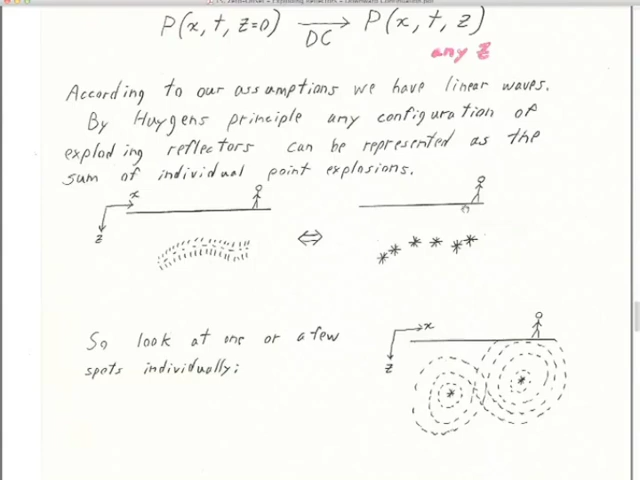 P(x, t, z=0) → DC P(x, t, z)
any z
According to our assumptions we have linear waves.
By Huygens principle any configuration of
exploding reflectors can be represented as the
sum of individual point explosions.
x
z
⇔
So look at one or a few
spots individually:
x
z